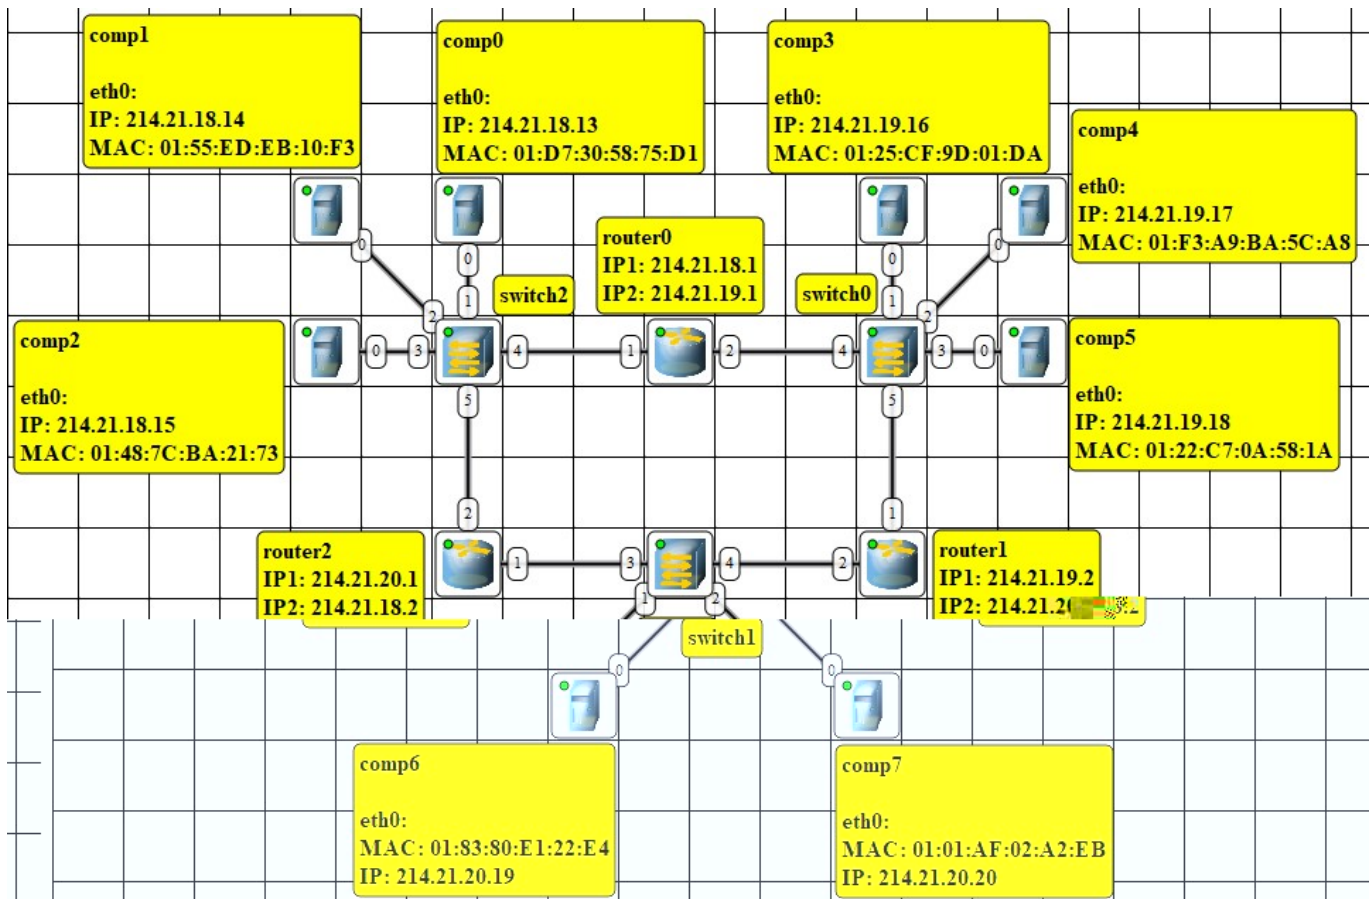 comp1
eth0:
IP: 214.21.18.14
MAC: 01:55:ED:EB:10:F3
comp0
eth0:
IP: 214.21.18.13
MAC: 01:D7:30:58:75:D1
comp3
eth0:
IP: 214.21.19.16
MAC: 01:25:CF:9D:01:DA
comp4
eth0:
IP: 214.21.19.17
MAC: 01:F3:A9:BA:5C:A8
router0
IP1: 214.21.18.1
IP2: 214.21.19.1
0
0
0
0
switch2
switch0
1
2
1
2
comp2
eth0:
IP: 214.21.18.15
MAC: 01:48:7C:BA:21:73
0
3
4
1
2
4
3
0
comp5
eth0:
IP: 214.21.19.18
MAC: 01:22:C7:0A:58:1A
5
5
2
1
router2
IP1: 214.21.20.1
IP2: 214.21.18.2
1
3
4
2
router1
IP1: 214.21.19.2
IP2:
1
2
switch1
0
0
comp6
eth0:
MAC: 01:83:80:E1:22:E4
IP: 214.21.20.19
comp7
eth0:
MAC: 01:01:AF:02:A2:EB
IP: 214.21.20.20